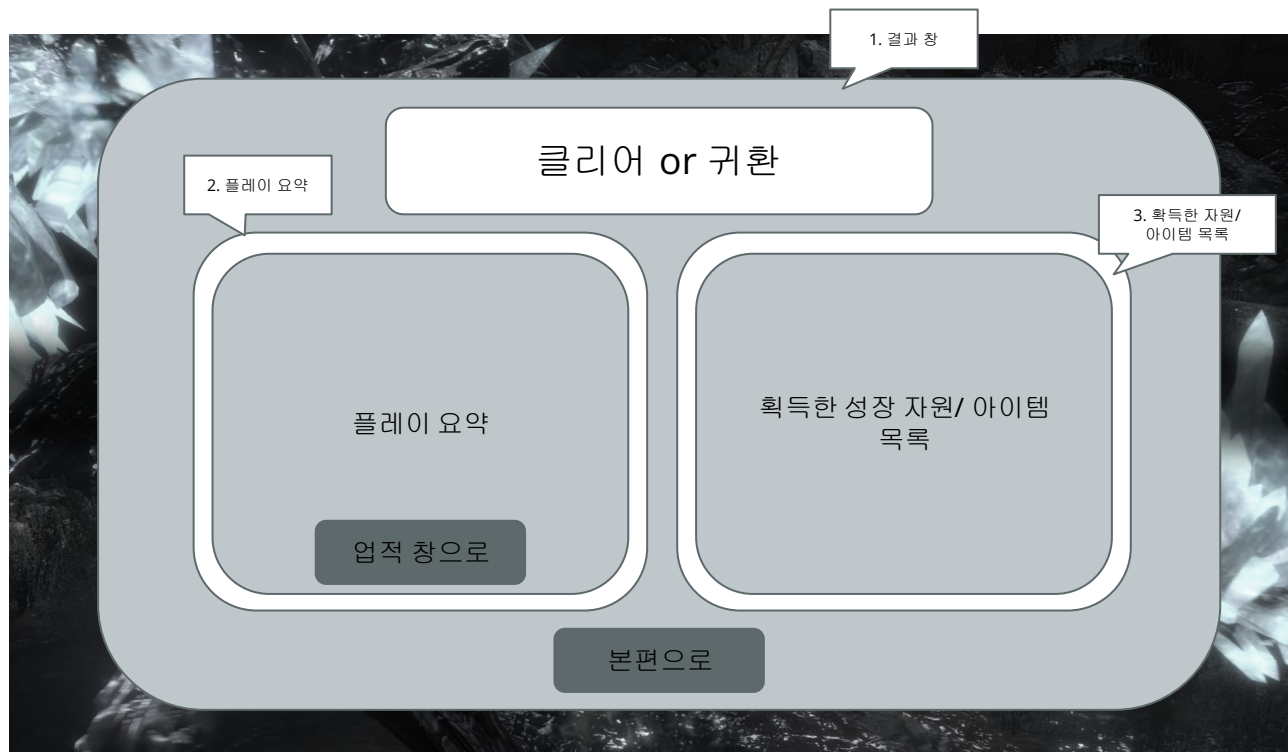 1. 결과 창
클리어 or 귀환
2. 플레이 요약
3. 확득한 자원/
아이템 목록
플레이 요약
획득한 성장 자원/ 아이템
목록
업적 창으로
본편으로